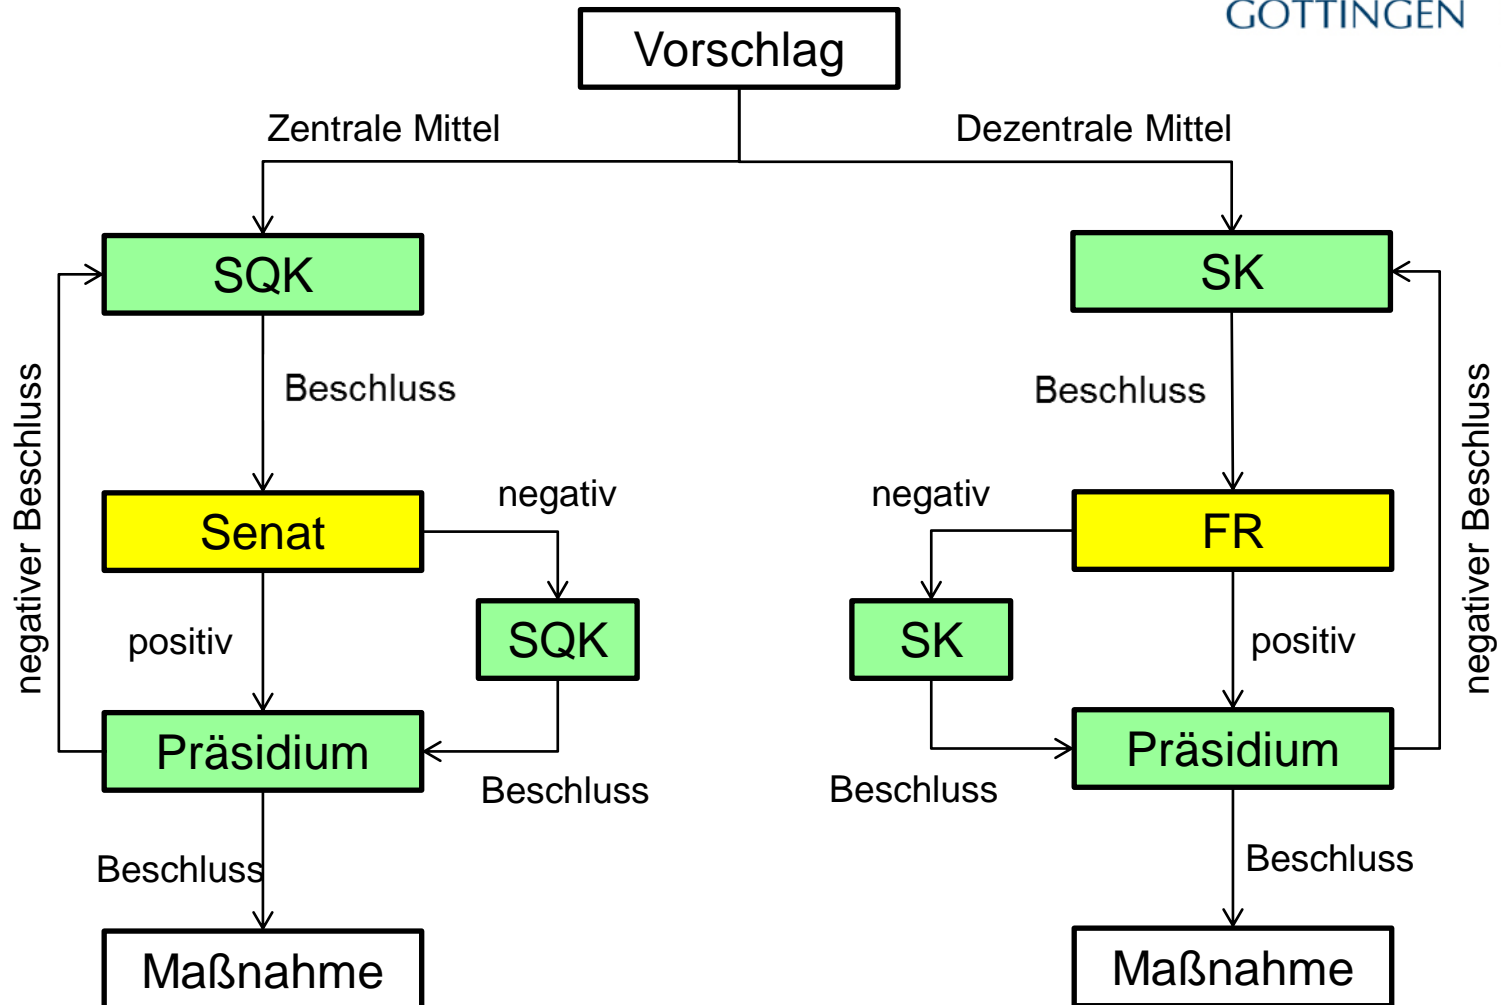 GÖTTINGEN
Vorschlag
Zentrale Mittel
Dezentrale Mittel
SQK
SK
negativer Beschluss
Beschluss
Beschluss
negativer Beschluss
Senat
negativ
negativ
FR
positiv
SQK
SK
positiv
Präsidium
Beschluss
Beschluss
Präsidium
Beschluss
Beschluss
Maßnahme
Maßnahme